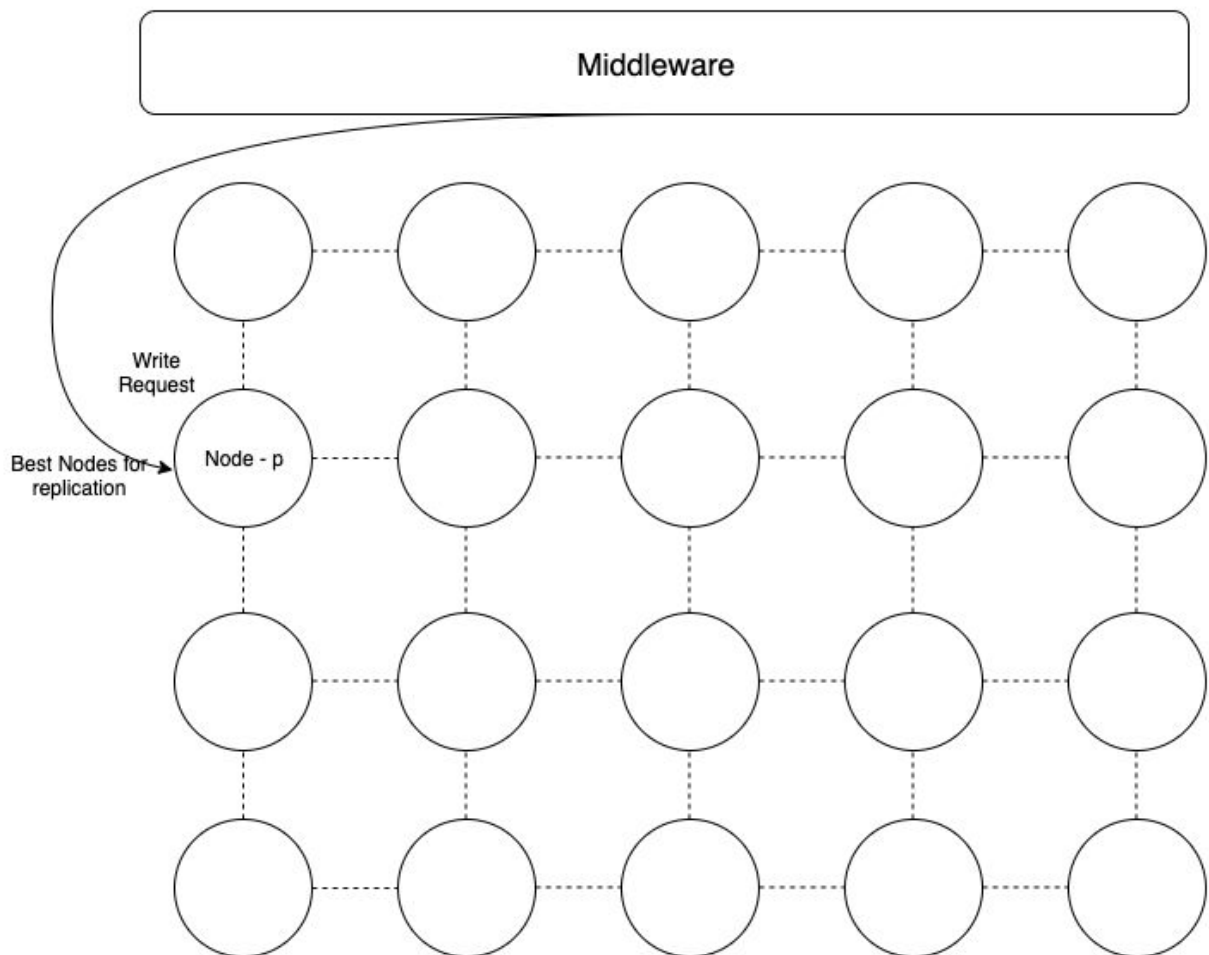 Middleware
Write
Request
Node - p
Best Nodes for
replication